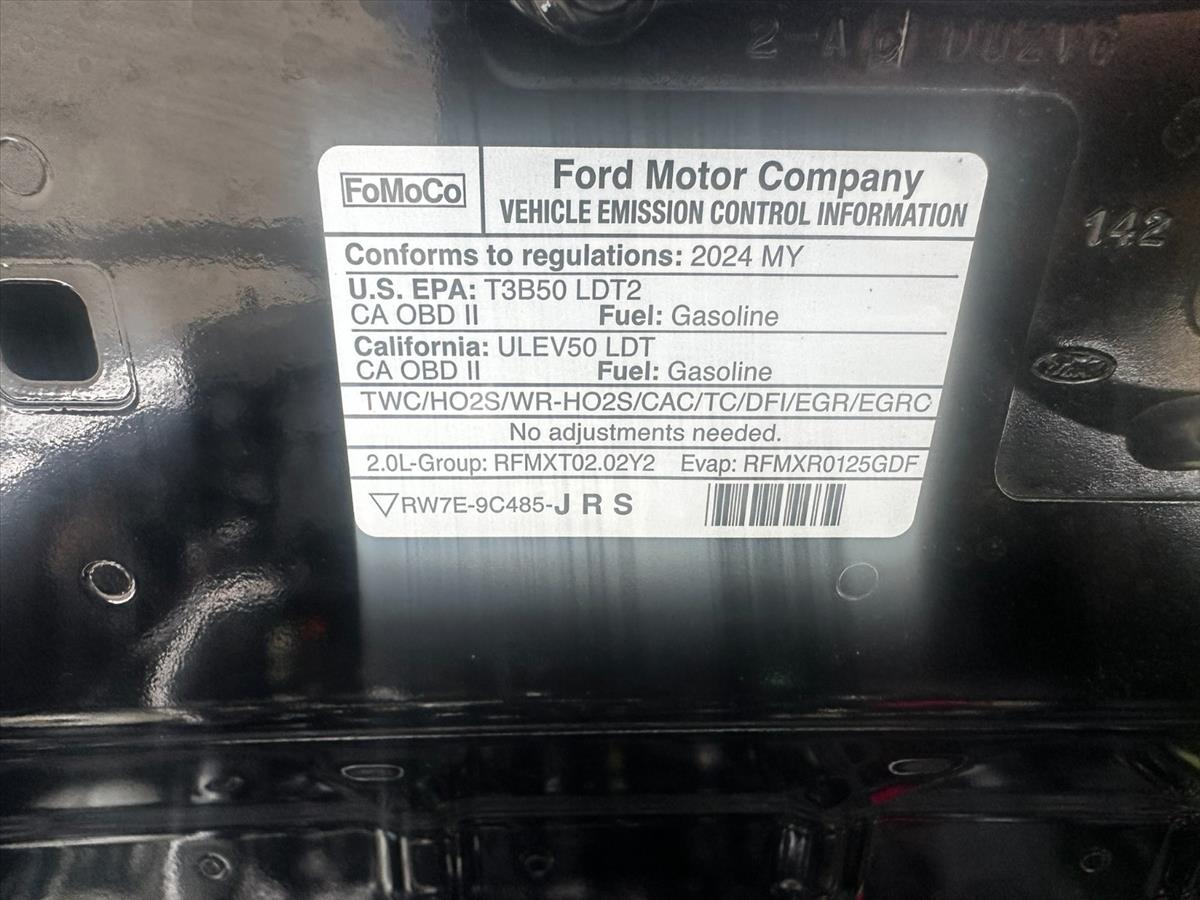 FoMoCo
Ford Motor Company
VEHICLE EMISSION CONTROL INFORMATION
Conforms to regulations: 2024 MY
U.S. EPA: T3B50 LDT2
CA OBD II Fuel: Gasoline
California: ULEV50 LDT
CA OBD II Fuel: Gasoline
TWC/HO2S/WR-HO2S/CAC/TC/DFI/EGR/EGRC
No adjustments needed.
2.0L-Group: RFMXT02.02Y2 Evap: RFMXR0125GDF
RW7E-9C485-J R S
142
Ford